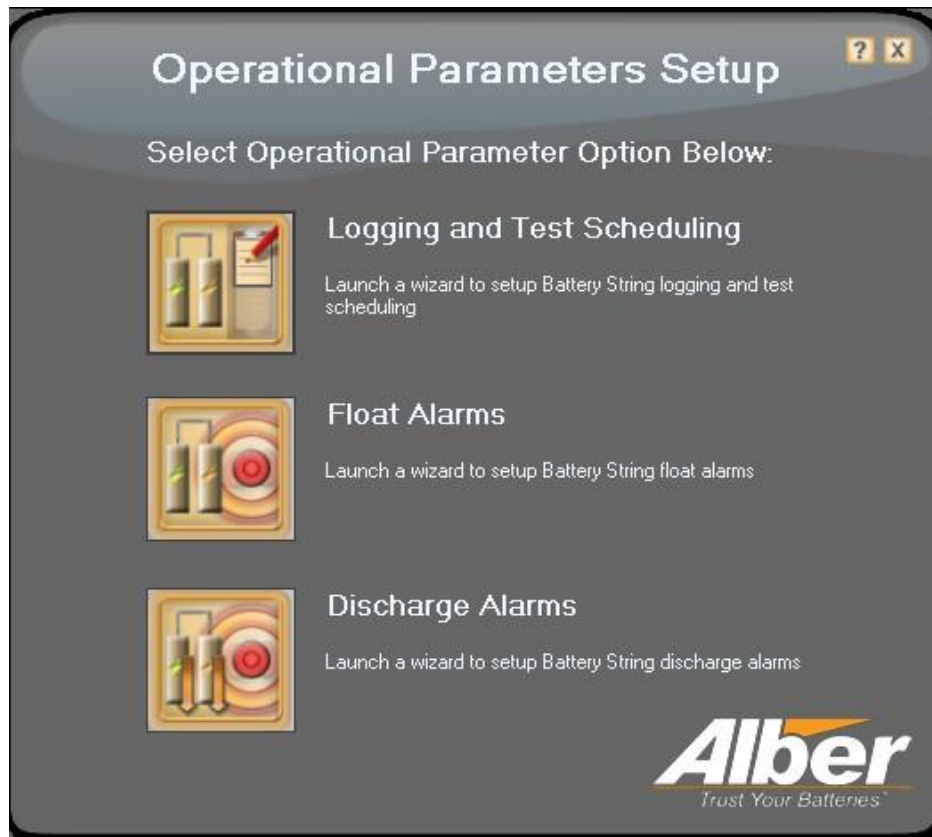 Operational Parameters Setup
? X
Select Operational Parameter Option Below:
Logging and Test Scheduling
Launch a wizard to setup Battery String logging and test
scheduling
Float Alarms
Launch a wizard to setup Battery String float alarms
Discharge Alarms
Launch a wizard to setup Battery String discharge alarms
Alber
Trust Your Batteries